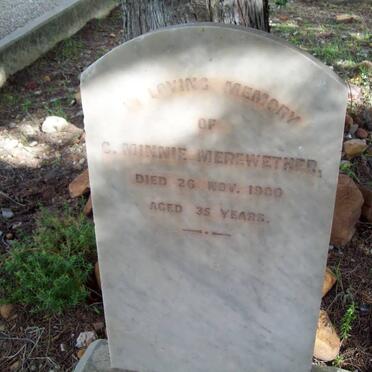 IN LOVING MEMORY
OF
C. MINNIE MEREWETHER,
DIED 26 NOV. 1900
AGED 35 YEARS.